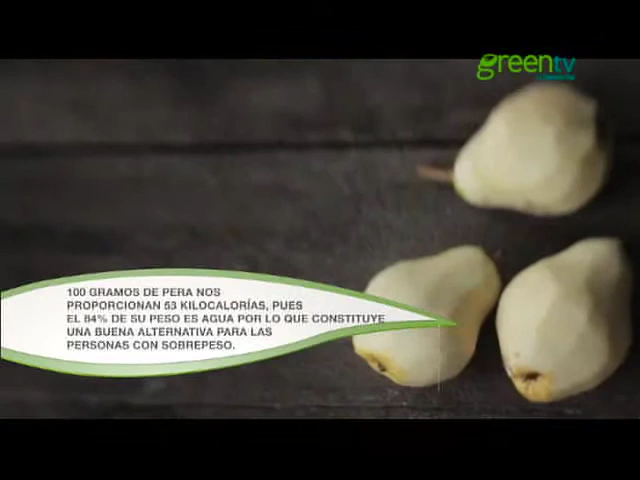 greentv
100 GRAMOS DE PERA NOS
PROPORCIONAN 53 KILOCALORÍAS, PUES
EL 84% DE SU PESO ES AGUA POR LO QUE CONSTITUYE
UNA BUENA ALTERNATIVA PARA LAS
PERSONAS CON SOBREPESO.